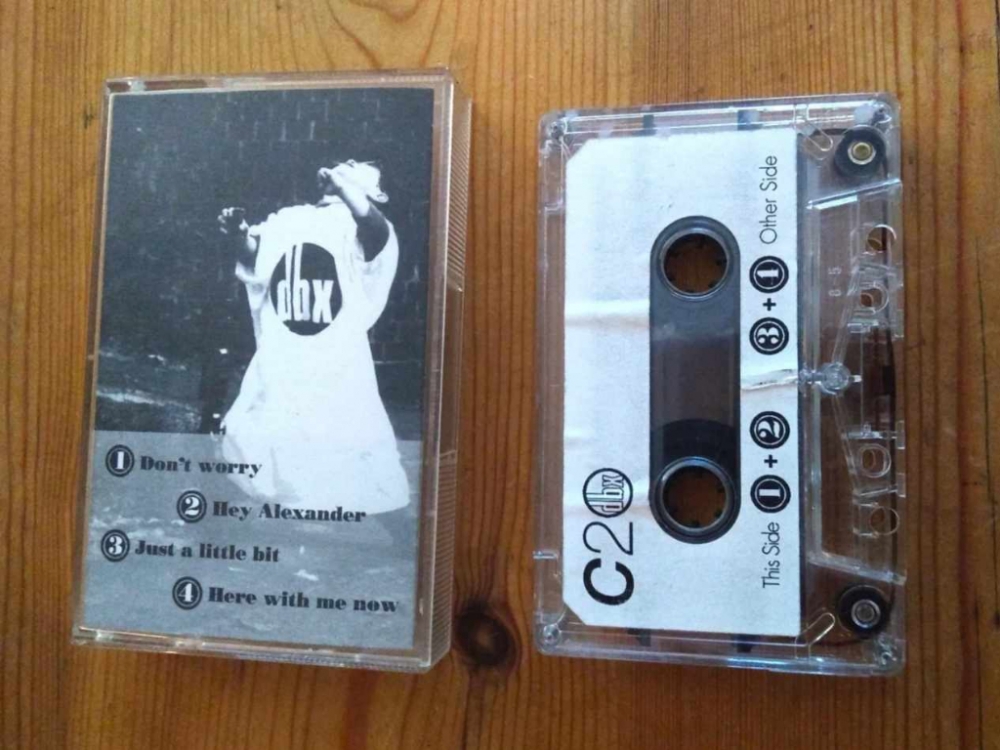 dbx
1 Don't worry
2 Hey Alexander
3 Just a little bit
4 Here with me now
C2 dbx
This Side 1 + 2 3 + 4 Other Side